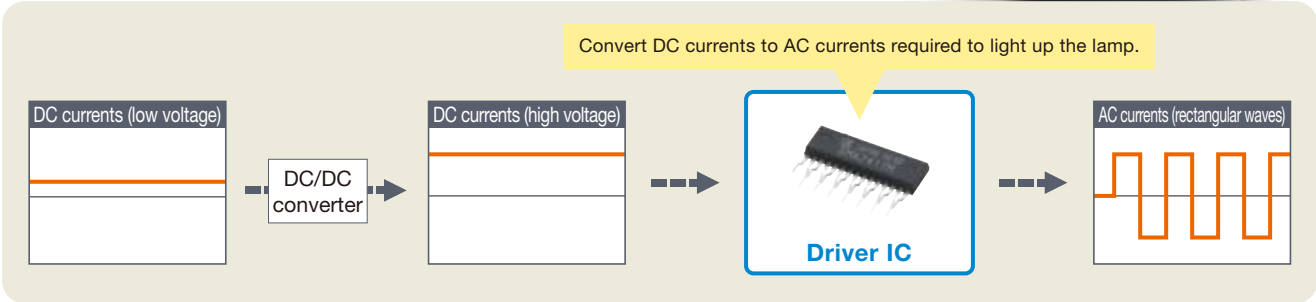 Convert DC currents to AC currents required to light up the lamp.
DC currents (low voltage)
DC/DC
converter
DC currents (high voltage)
Driver IC
AC currents (rectangular waves)